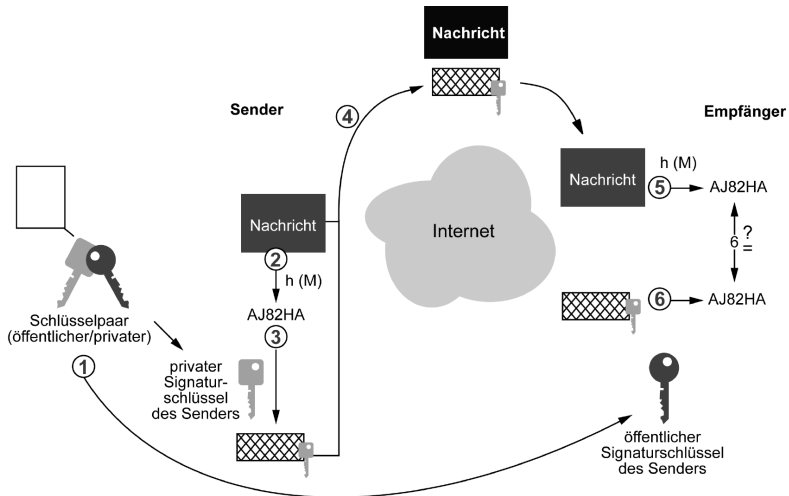 Nachricht
Sender
④
Empfänger
Nachricht
h (M)
⑤
AJ82HA
Nachricht
②
h (M)
AJ82HA
③
Internet
6 ?
=
⑥
AJ82HA
Schlüsselpaar
(öffentlicher/privater)
①
privater
Signatur-
schlüssel
des Senders
öffentlicher
Signaturschlüssel
des Senders